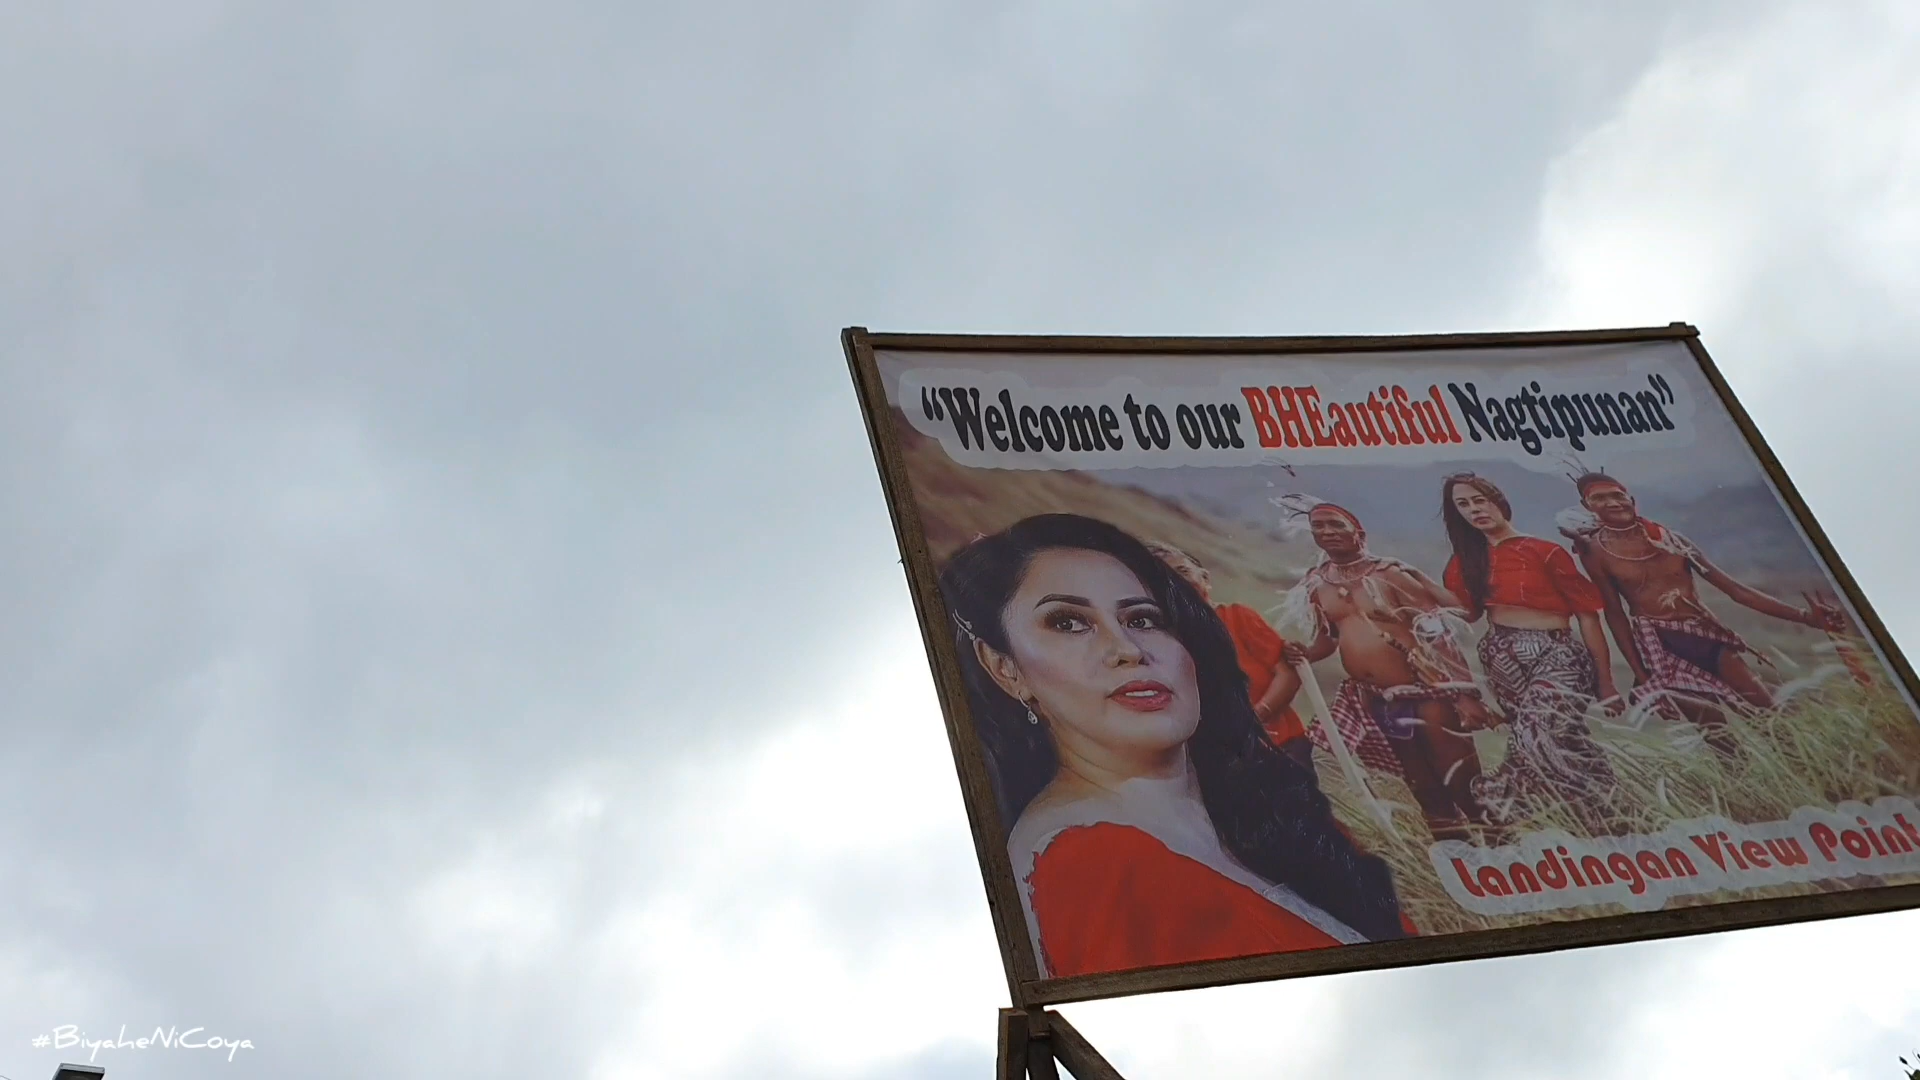 “Welcome to our BHEautiful Nagtipunan”
Landingan View Point
#BiyaheNiCoya